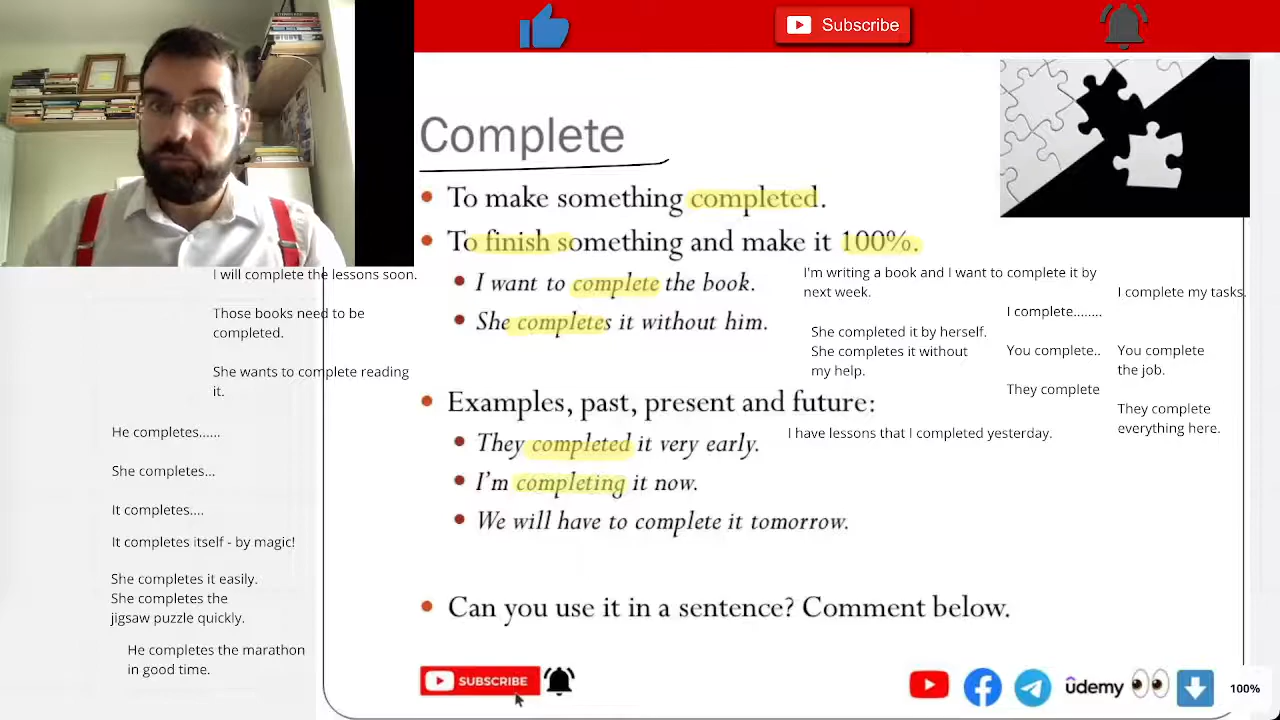 Subscribe
Complete
To make something completed.
To finish something and make it 100%.
I want to complete the book.
She completes it without him.
Examples, past, present and future:
They completed it very early.
I'm completing it now.
We will have to complete it tomorrow.
Can you use it in a sentence? Comment below.
I will complete the lessons soon.
Those books need to be
completed.
She wants to complete reading
it.
He completes......
She completes...
It completes....
It completes itself - by magic!
She completes it easily.
She completes the
jigsaw puzzle quickly.
He completes the marathon
in good time.
I'm writing a book and I want to complete it by
next week.
She completed it by herself.
She completes it without
my help.
I have lessons that I completed yesterday.
I complete........
You complete..
They complete
I complete my tasks.
You complete
the job.
They complete
everything here.
SUBSCRIBE
ûdemy
100%